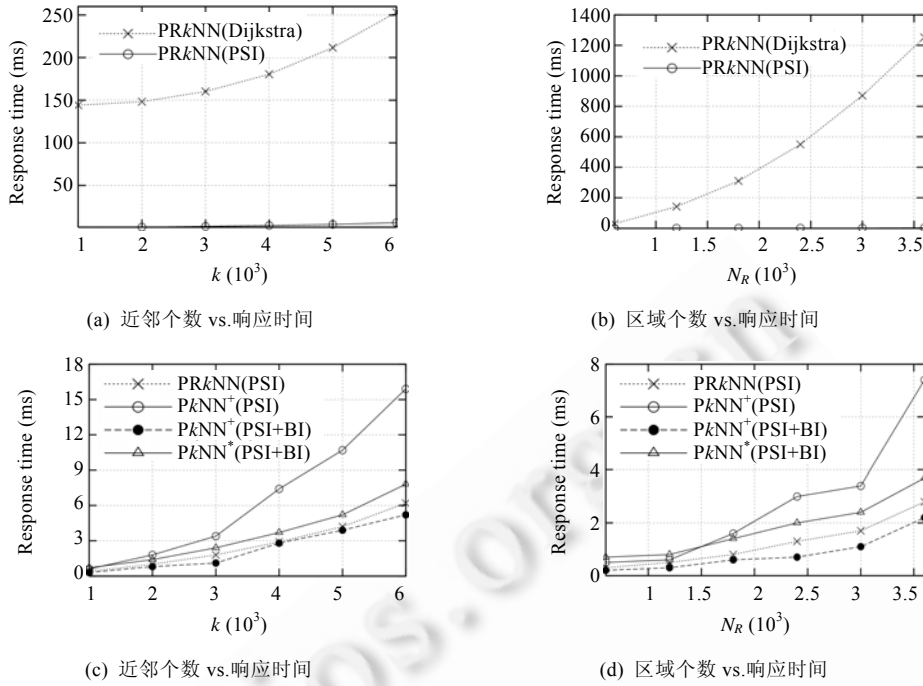 250
200
150
100
50
Response time (ms)
PRkNN(Dijkstra)
PRkNN(PSI)
1 2 3 4 5 6
k (10³)
(a) 近邻个数 vs.响应时间
1400
1200
1000
800
600
400
200
0
Response time (ms)
PRkNN(Dijkstra)
PRkNN(PSI)
1 1.5 2 2.5 3 3.5
N_R (10³)
(b) 区域个数 vs.响应时间
18
15
12
9
6
3
0
Response time (ms)
PRkNN(PSI)
PkNN⁺(PSI)
PkNN⁺(PSI+BI)
PkNN*(PSI+BI)
1 2 3 4 5 6
k (10³)
(c) 近邻个数 vs.响应时间
8
6
4
2
0
Response time (ms)
PRkNN(PSI)
PkNN⁺(PSI)
PkNN⁺(PSI+BI)
PkNN*(PSI+BI)
1 1.5 2 2.5 3 3.5
N_R (10³)
(d) 区域个数 vs.响应时间